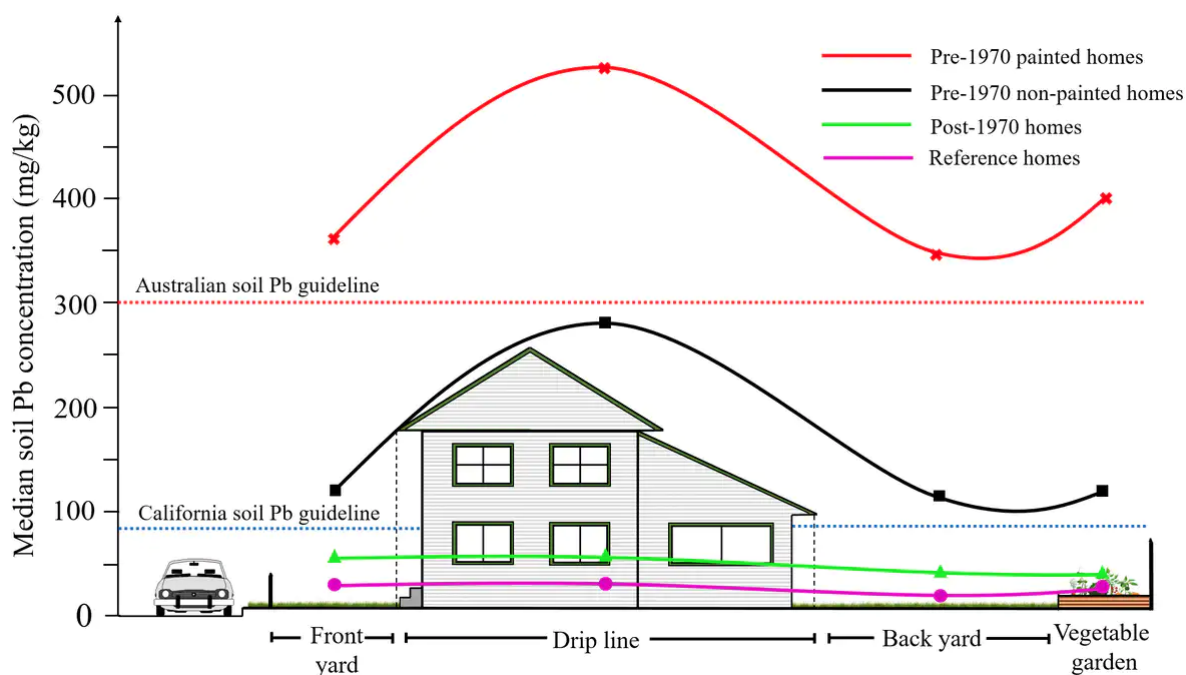 Median soil Pb concentration (mg/kg)
500
400
300
200
100
0
Pre-1970 painted homes
Pre-1970 non-painted homes
Post-1970 homes
Reference homes
Australian soil Pb guideline
California soil Pb guideline
Front
yard
Drip line
Back yard
Vegetable
garden